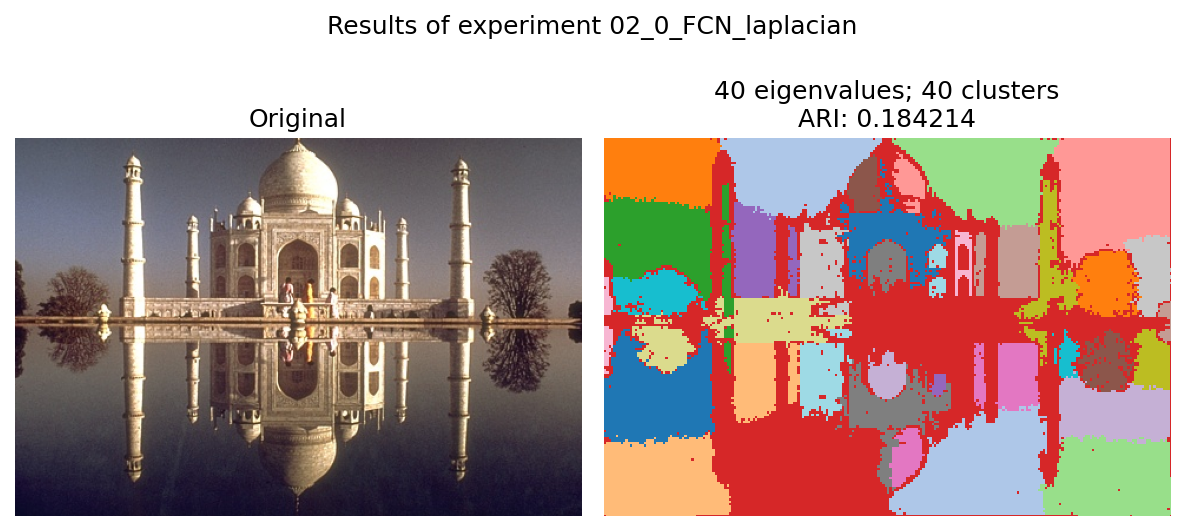 Results of experiment 02_0_FCN_laplacian
Original
40 eigenvalues; 40 clusters
ARI: 0.184214